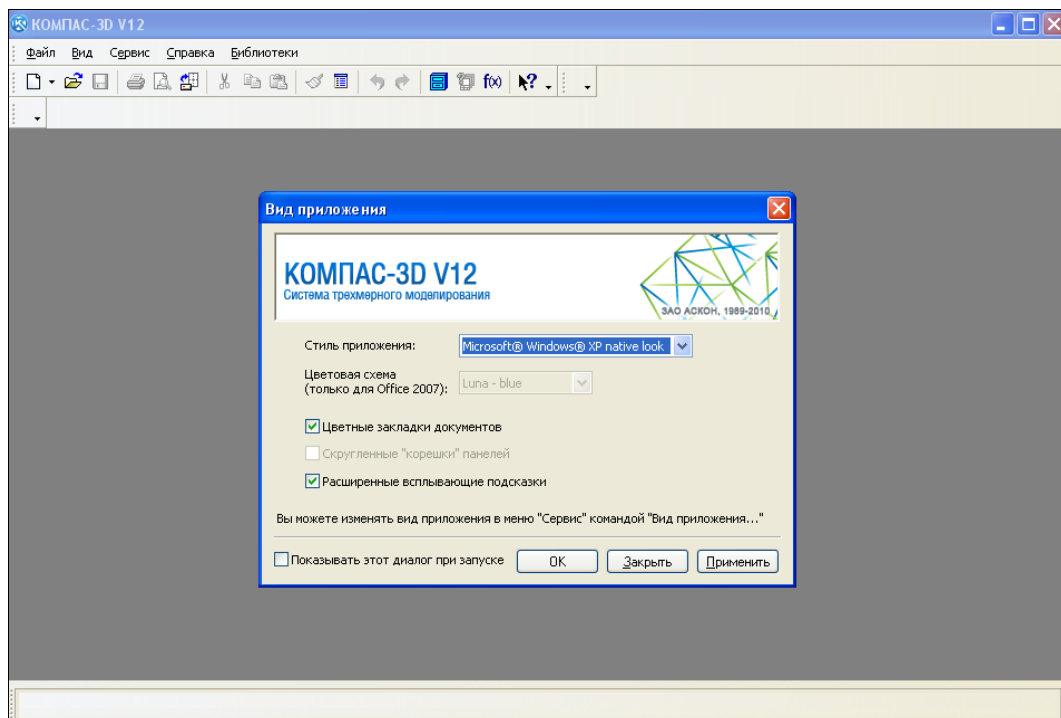 КОМПАС-3D V12
Файл Вид Сервис Справка Библиотеки
f(x) ?
Вид приложения
КОМПАС-3D V12
Система трехмерного моделирования
ЗАО АСКОН, 1989-2010
Стиль приложения: Microsoft® Windows® XP native look
Цветовая схема
(только для Office 2007): Luna - blue
Цветные закладки документов
Скругленные "корешки" панелей
Расширенные всплывающие подсказки
Вы можете изменять вид приложения в меню "Сервис" командой "Вид приложения..."
Показывать этот диалог при запуске OK Закрыть Применить